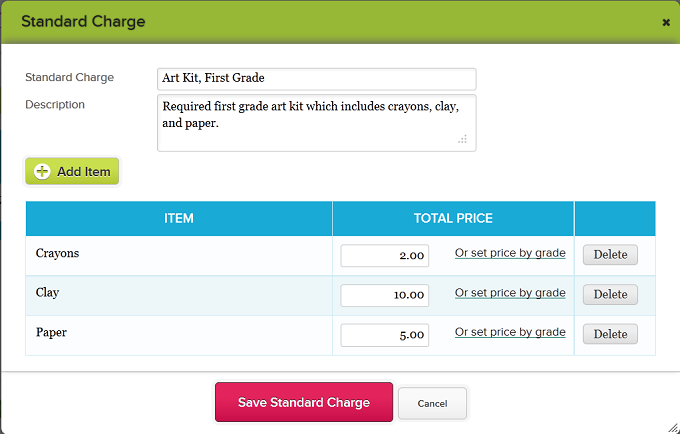 Standard Charge
Standard Charge Art Kit, First Grade
Description Required first grade art kit which includes crayons, clay,
and paper.
Add Item
ITEM TOTAL PRICE
Crayons 2.00 Or set price by grade Delete
Clay 10.00 Or set price by grade Delete
Paper 5.00 Or set price by grade Delete
Save Standard Charge Cancel